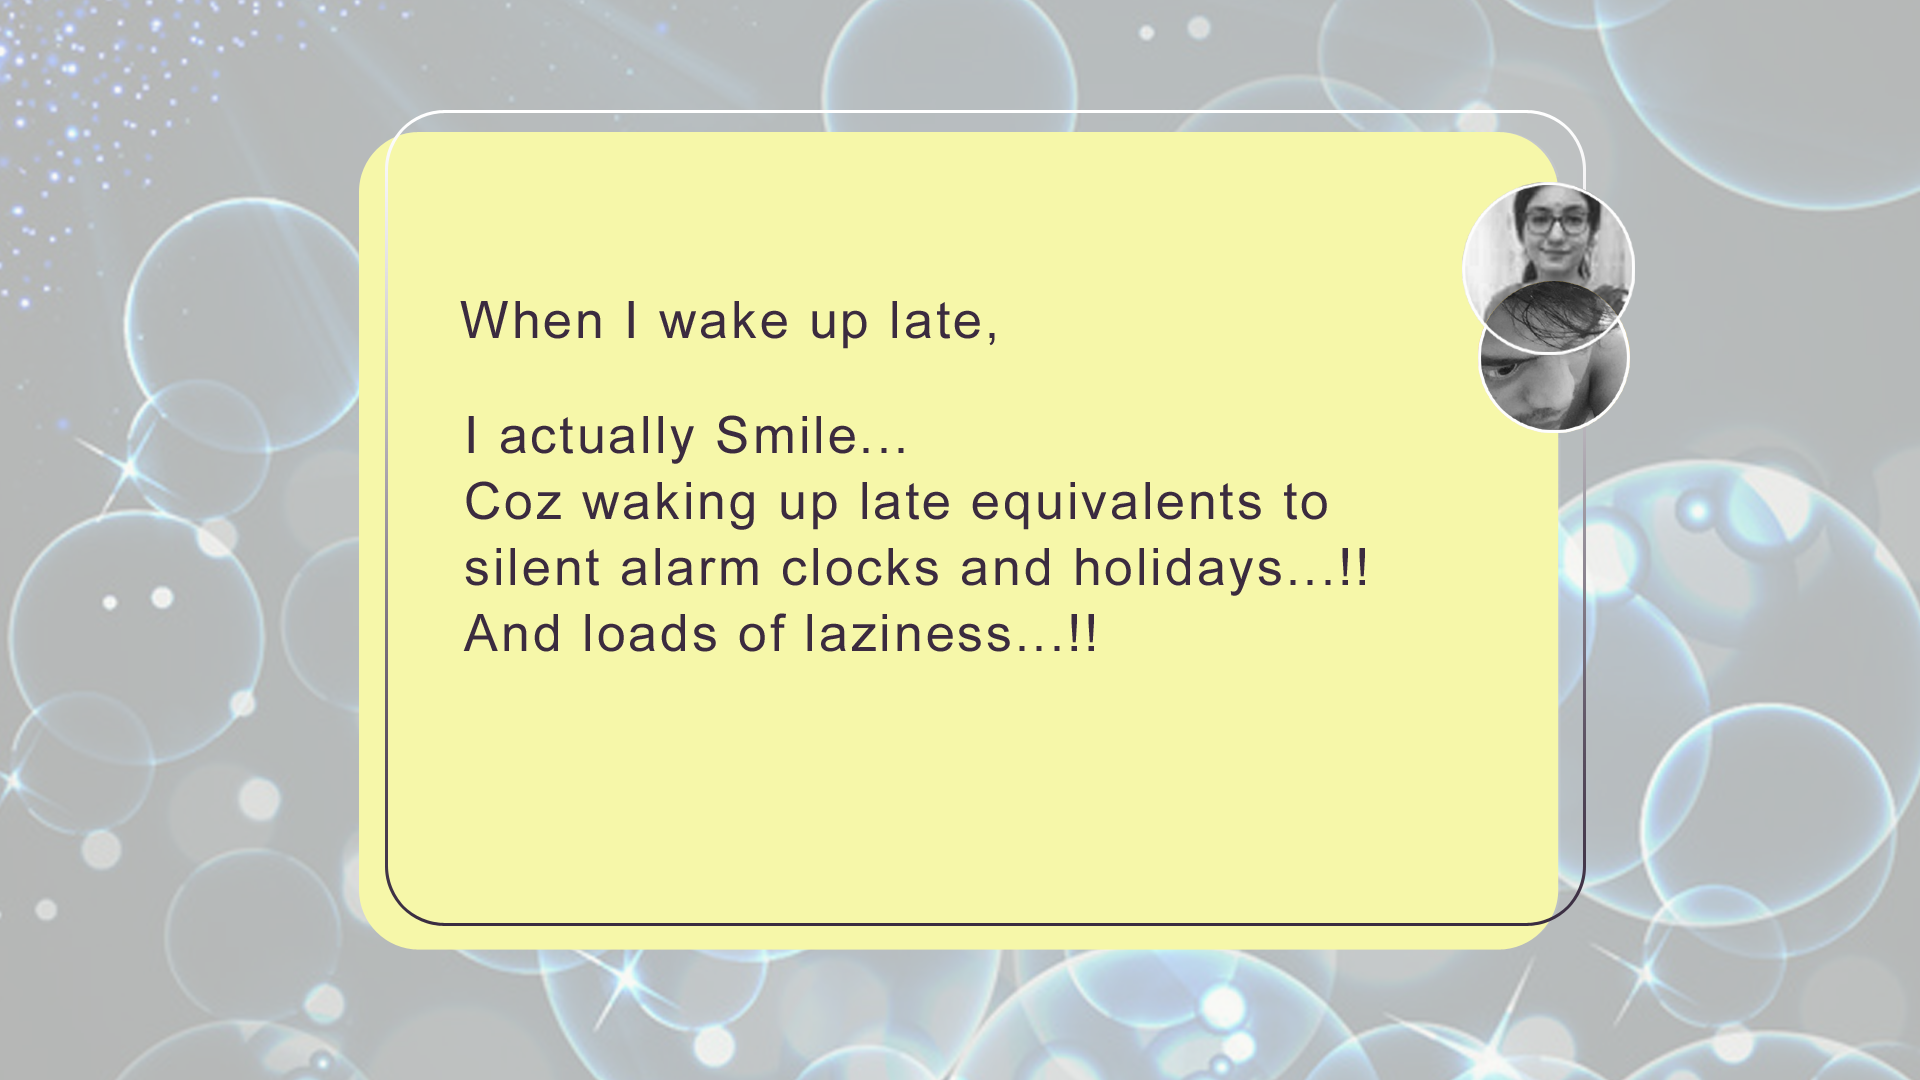 When I wake up late,
I actually Smile...
Coz waking up late equivalents to
silent alarm clocks and holidays...!!
And loads of laziness...!!